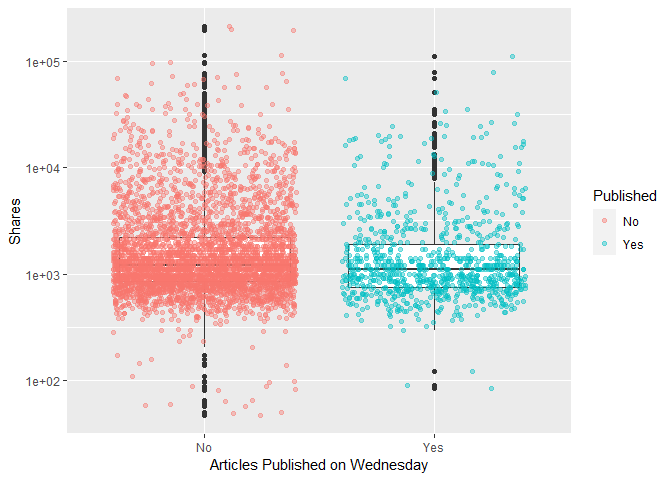 1e+05
1e+04
1e+03
1e+02
Shares
No
Yes
Articles Published on Wednesday
Published
No
Yes